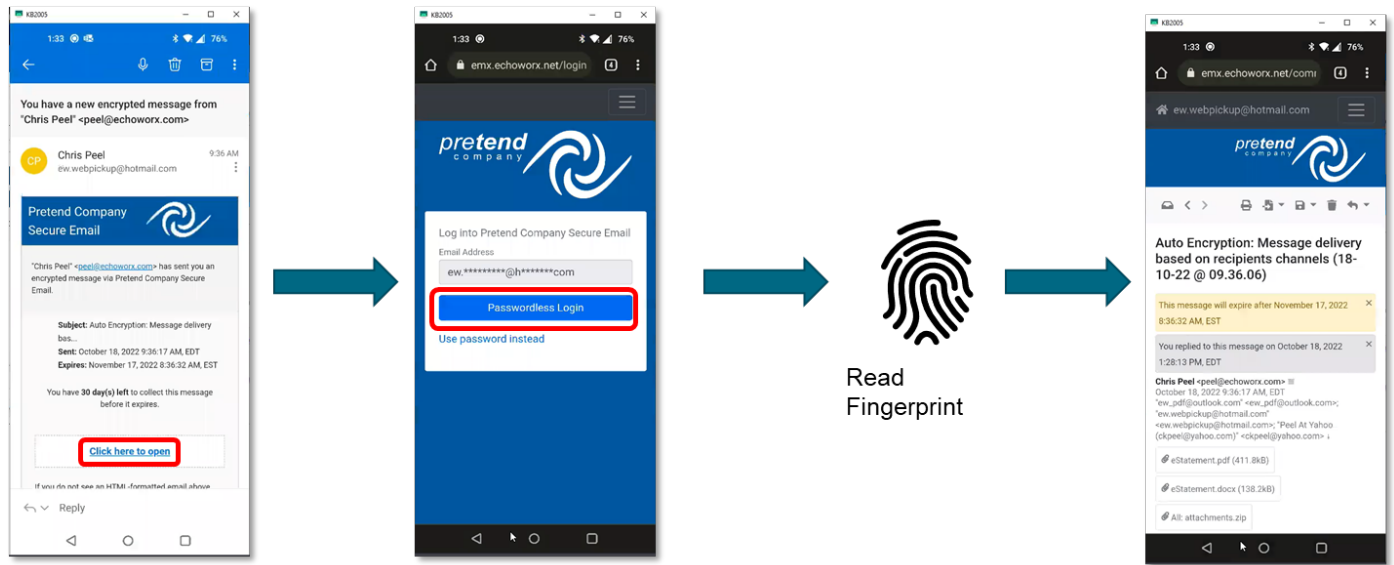 KB2005
1:33
76%
You have a new encrypted message from
"Chris Peel" <peel@echoworx.com>
CP
Chris Peel
9:36 AM
ew.webpickup@hotmail.com
Pretend Company
Secure Email
"Chris Peel" <peel@echoworx.com> has sent you an
encrypted message via Pretend Company Secure
Email.
Subject: Auto Encryption: Message delivery
bas...
Sent: October 18, 2022 9:36:17 AM, EDT
Expires: November 17, 2022 8:36:32 AM, EST
You have 30 day(s) left to collect this message
before it expires.
Click here to open
If you do not see an HTML-formatted email above
Reply
KB2005
1:33
76%
emx.echoworx.net/login
4
pretend
company
Log into Pretend Company Secure Email
Email Address
ew.*********@h*******com
Passwordless Login
Use password instead
Read
Fingerprint
KB2005
1:33
76%
emx.echoworx.net/comr
4
ew.webpickup@hotmail.com
pretend
company
Auto Encryption: Message delivery
based on recipients channels (18-
10-22 @ 09.36.06)
This message will expire after November 17, 2022
8:36:32 AM, EST
You replied to this message on October 18, 2022
1:28:13 PM, EDT
Chris Peel <peel@echoworx.com>
October 18, 2022 9:36:17 AM, EDT
"ew_pdf@outlook.com" <ew_pdf@outlook.com>;
"ew.webpickup@hotmail.com"
<ew.webpickup@hotmail.com>; "Peel At Yahoo
(ckpeel@yahoo.com)" <ckpeel@yahoo.com>
eStatement.pdf (411.8kB)
eStatement.docx (138.2kB)
All: attachments.zip